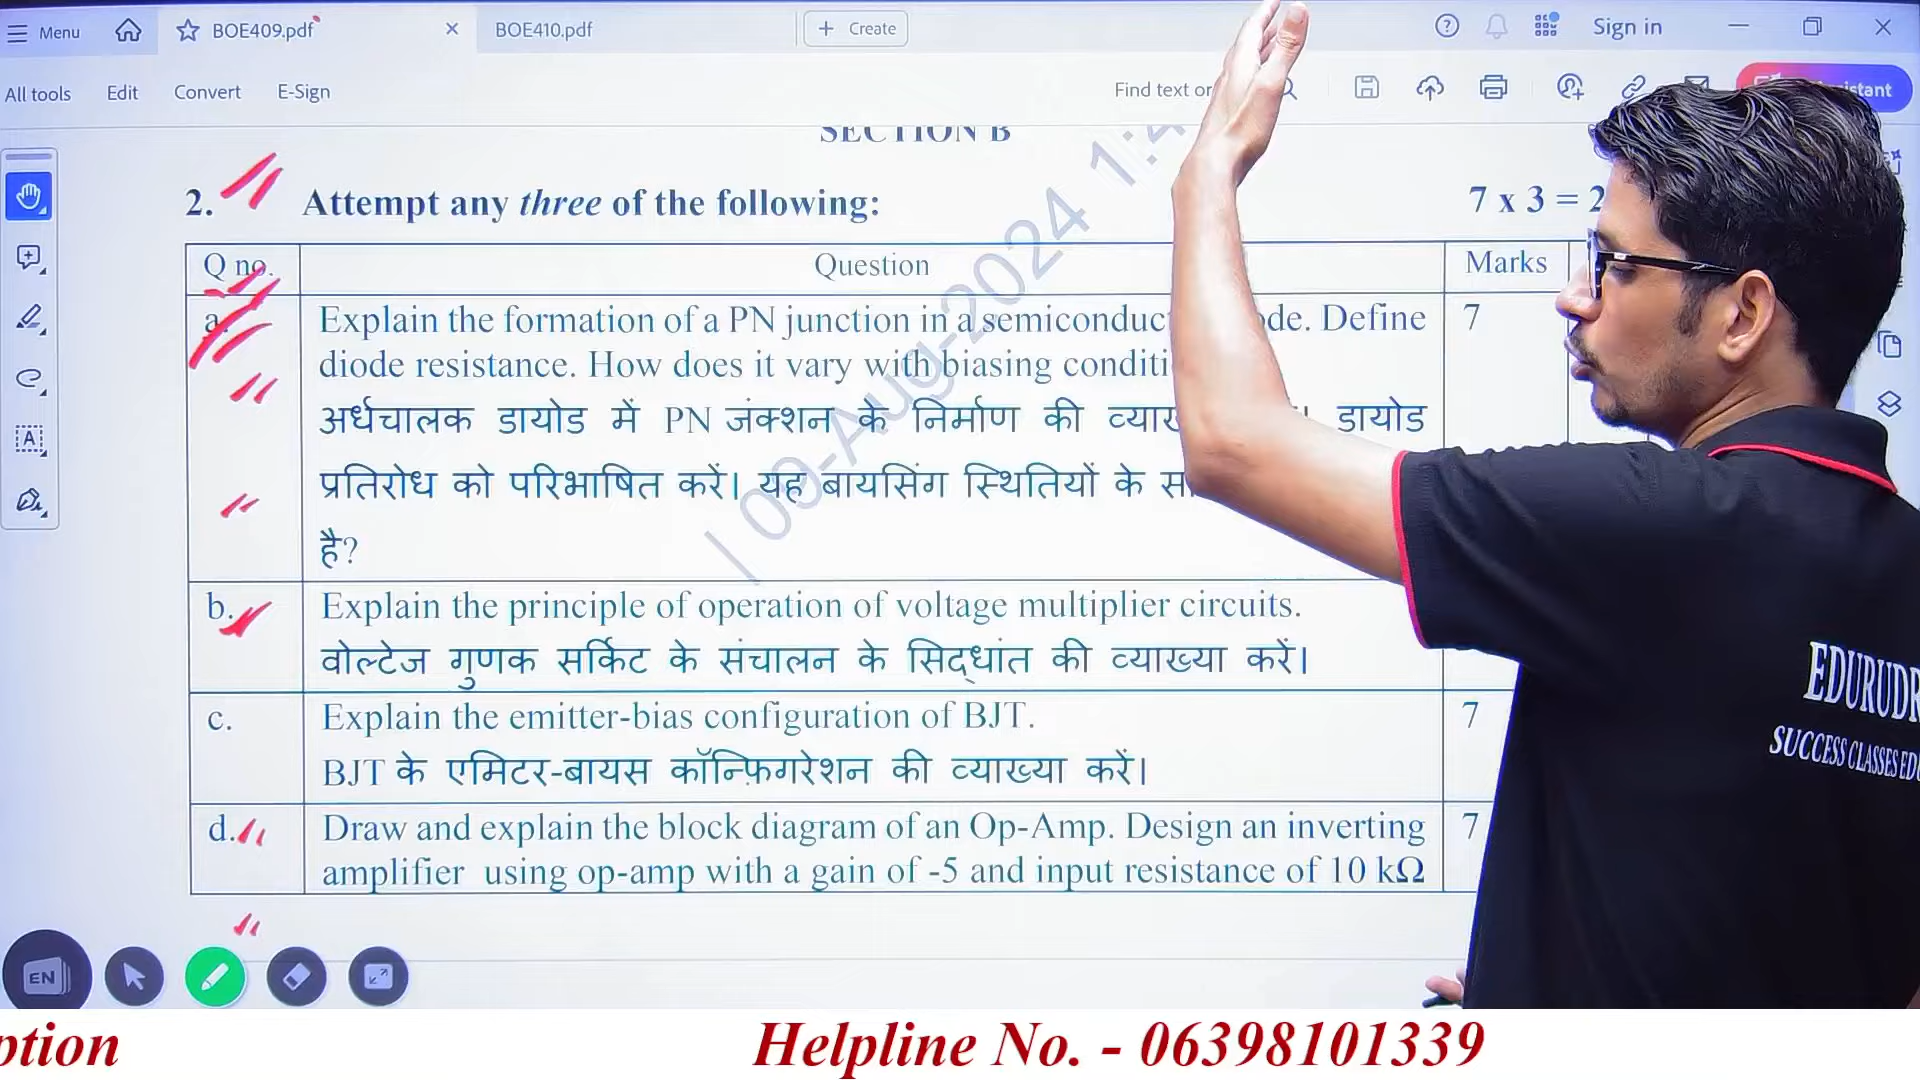 Menu
BOE409.pdf
BOE410.pdf
Create
Sign in
All tools
Edit
Convert
E-Sign
Find text or
SECTION B
2. Attempt any three of the following:
7 x 3 = 2
Q no.
Question
Marks
a.
Explain the formation of a PN junction in a semiconduc de. Define
7
diode resistance. How does it vary with biasing conditi
अर्धचालक डायोड में PN जंक्शन के निर्माण की व्याख । डायोड
प्रतिरोध को परिभाषित करें। यह बायसिंग स्थितियों के सा
है?
b.
Explain the principle of operation of voltage multiplier circuits.
वोल्टेज गुणक सर्किट के संचालन के सिद्धांत की व्याख्या करें।
c.
Explain the emitter-bias configuration of BJT.
7
BJT के एमिटर-बायस कॉन्फ़िगरेशन की व्याख्या करें।
d.
Draw and explain the block diagram of an Op-Amp. Design an inverting
7
amplifier using op-amp with a gain of -5 and input resistance of 10 kΩ
| 09-Aug-2024 1:4
EDURUDR
SUCCESS CLASSES EDU
EN
ption
Helpline No. - 06398101339